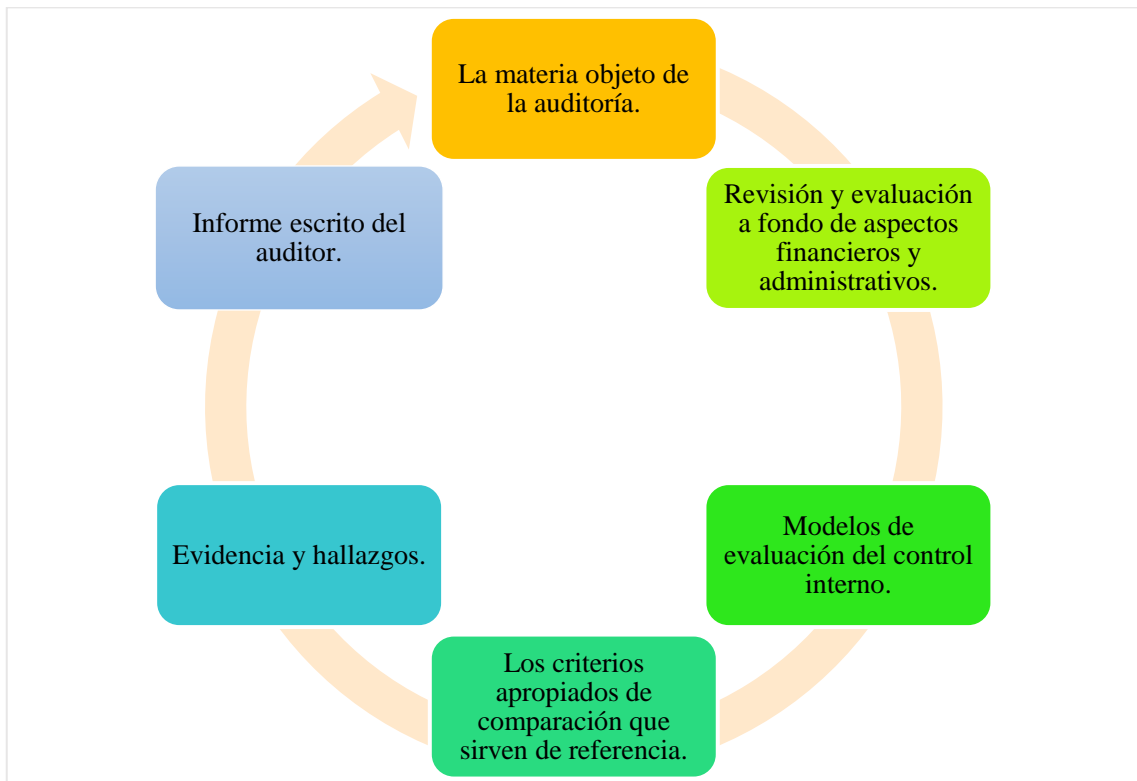 La materia objeto de
la auditoría.
Revisión y evaluación
a fondo de aspectos
financieros y
administrativos.
Modelos de
evaluación del control
interno.
Los criterios
apropiados de
comparación que
sirven de referencia.
Evidencia y hallazgos.
Informe escrito del
auditor.